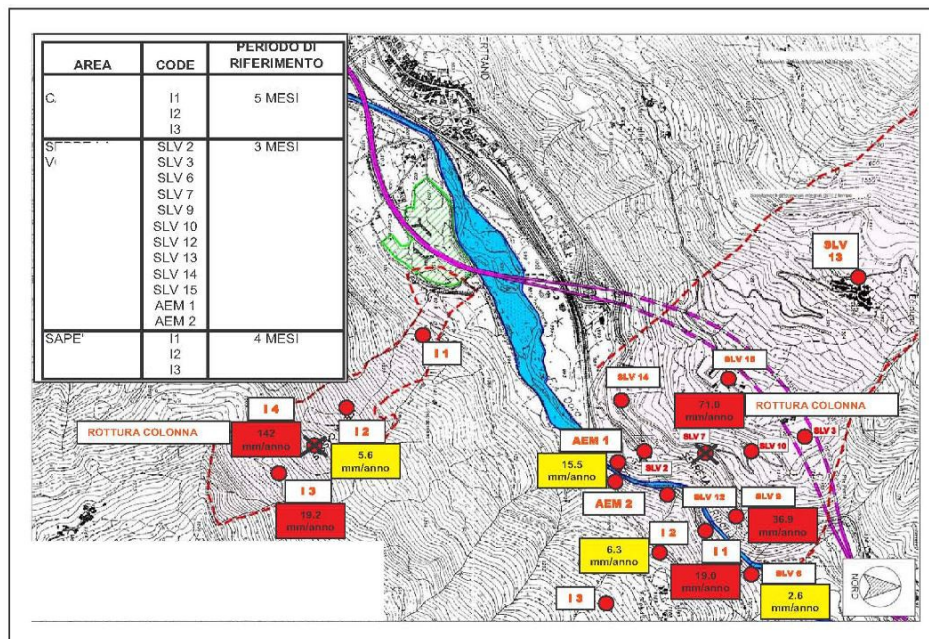 AREA
CODE
PERIODO DI
RIFERIMENTO
C.
I1
I2
I3
5 MESI
V
SLV 2
SLV 3
SLV 6
SLV 7
SLV 9
SLV 10
SLV 12
SLV 13
SLV 14
SLV 15
AEM 1
AEM 2
3 MESI
SAPE'
I1
I2
I3
4 MESI
ERTRAND
SLV
13
I 1
SLV 14
71.0
mm/anno
ROTTURA COLONNA
I 4
ROTTURA COLONNA
142
mm/anno
I 2
5.6
mm/anno
I 3
19.2
mm/anno
AEM 1
15.5
mm/anno
AEM 2
SLV 2
SLV 7
SLV 10
SLV 3
SLV 12
SLV 9
36.9
mm/anno
I 2
6.3
mm/anno
I 1
19.0
mm/anno
SLV 6
2.6
mm/anno
I 3
NORD